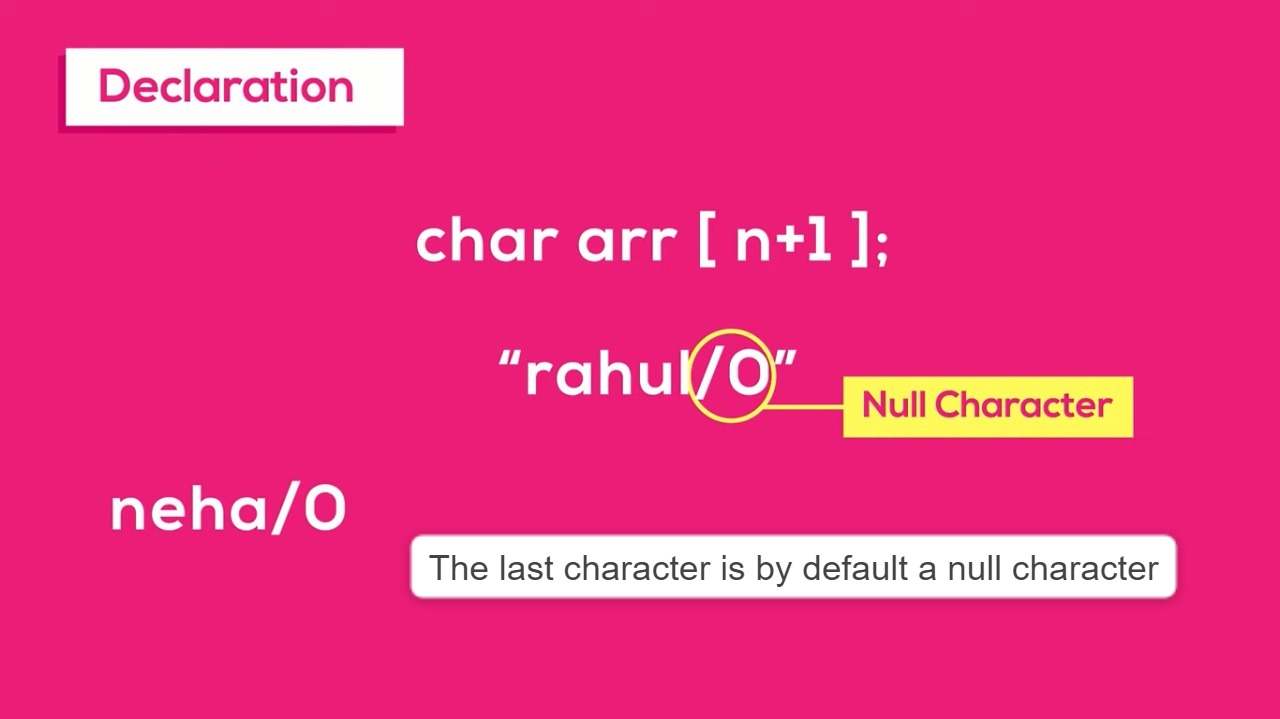 Declaration
char arr [ n+1 ];
“rahul/0”
Null Character
neha/0
The last character is by default a null character